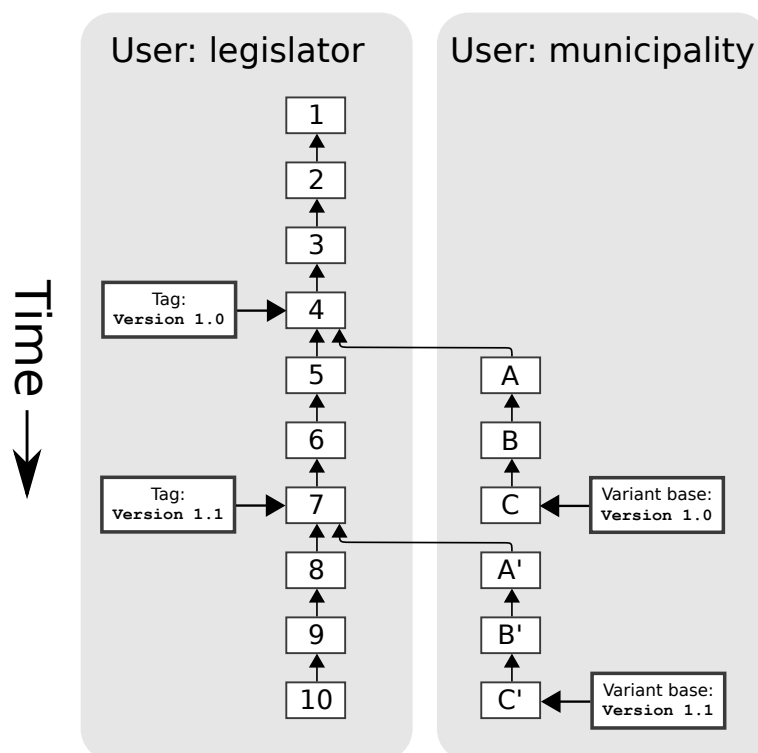 User: legislator
User: municipality
1
2
3
Tag:
Version 1.0
4
Time
5
A
6
B
Tag:
Version 1.1
7
C
Variant base:
Version 1.0
8
A'
9
B'
10
C'
Variant base:
Version 1.1